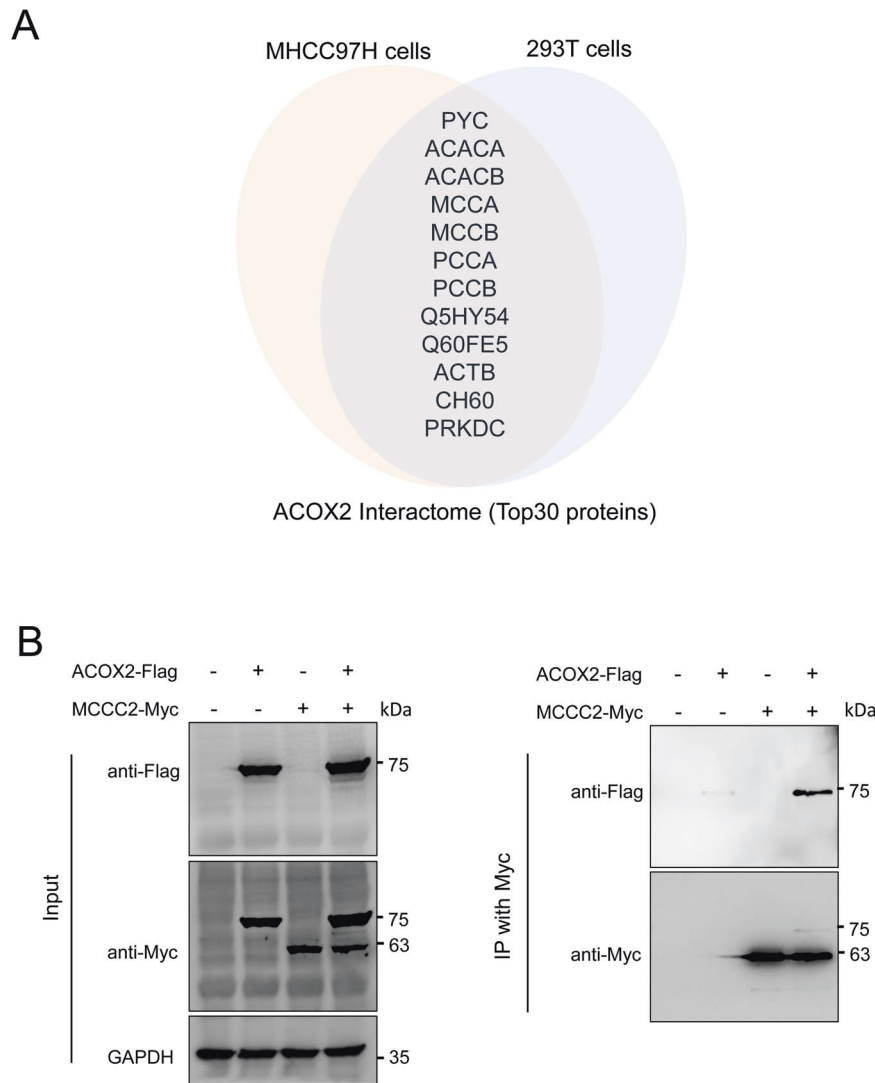 A
MHCC97H cells
293T cells
PYC
ACACA
ACACB
MCCA
MCCB
PCCA
PCCB
Q5HY54
Q60FE5
ACTB
CH60
PRKDC
ACOX2 Interactome (Top30 proteins)
B
ACOX2-Flag - + - +
MCCC2-Myc - - + + kDa
anti-Flag 75
Input
anti-Myc 75
63
GAPDH 35
ACOX2-Flag - + - +
MCCC2-Myc - - + + kDa
anti-Flag 75
IP with Myc
75
anti-Myc 63